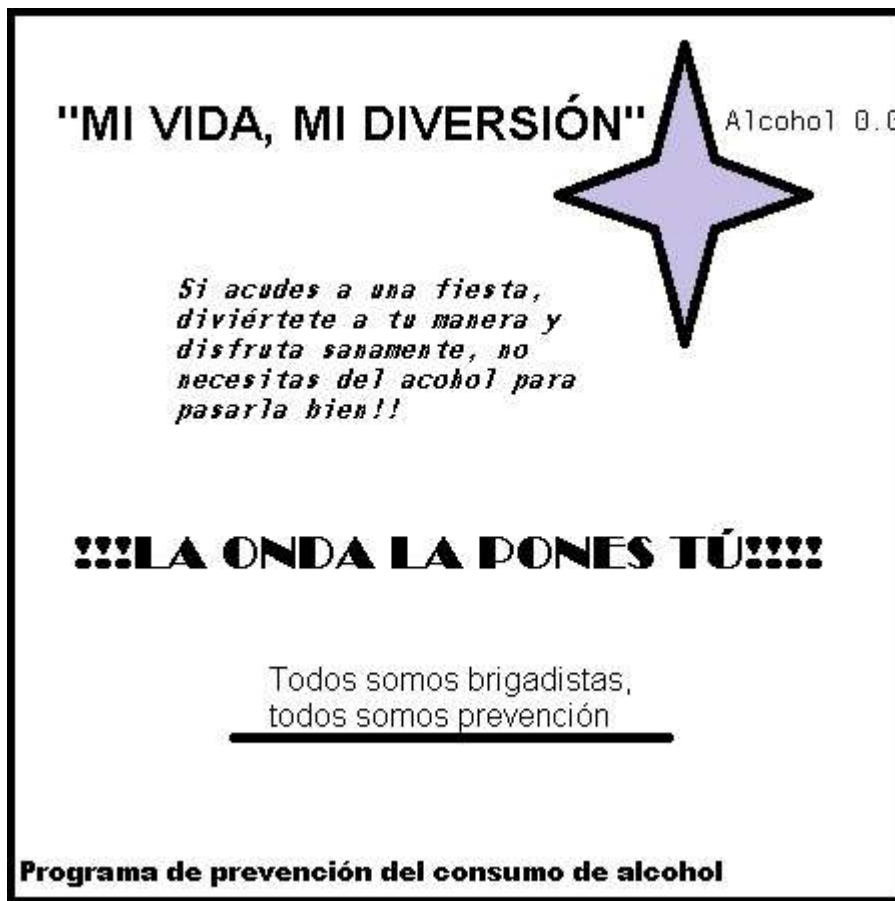 "MI VIDA, MI DIVERSIÓN"
Alcohol 0.0
Si acudes a una fiesta,
diviértete a tu manera y
disfruta sanamente, no
necesitas del acohol para
pasarla bien!!
!!!LA ONDA LA PONES TÚ!!!!
Todos somos brigadistas,
todos somos prevención
Programa de prevención del consumo de alcohol